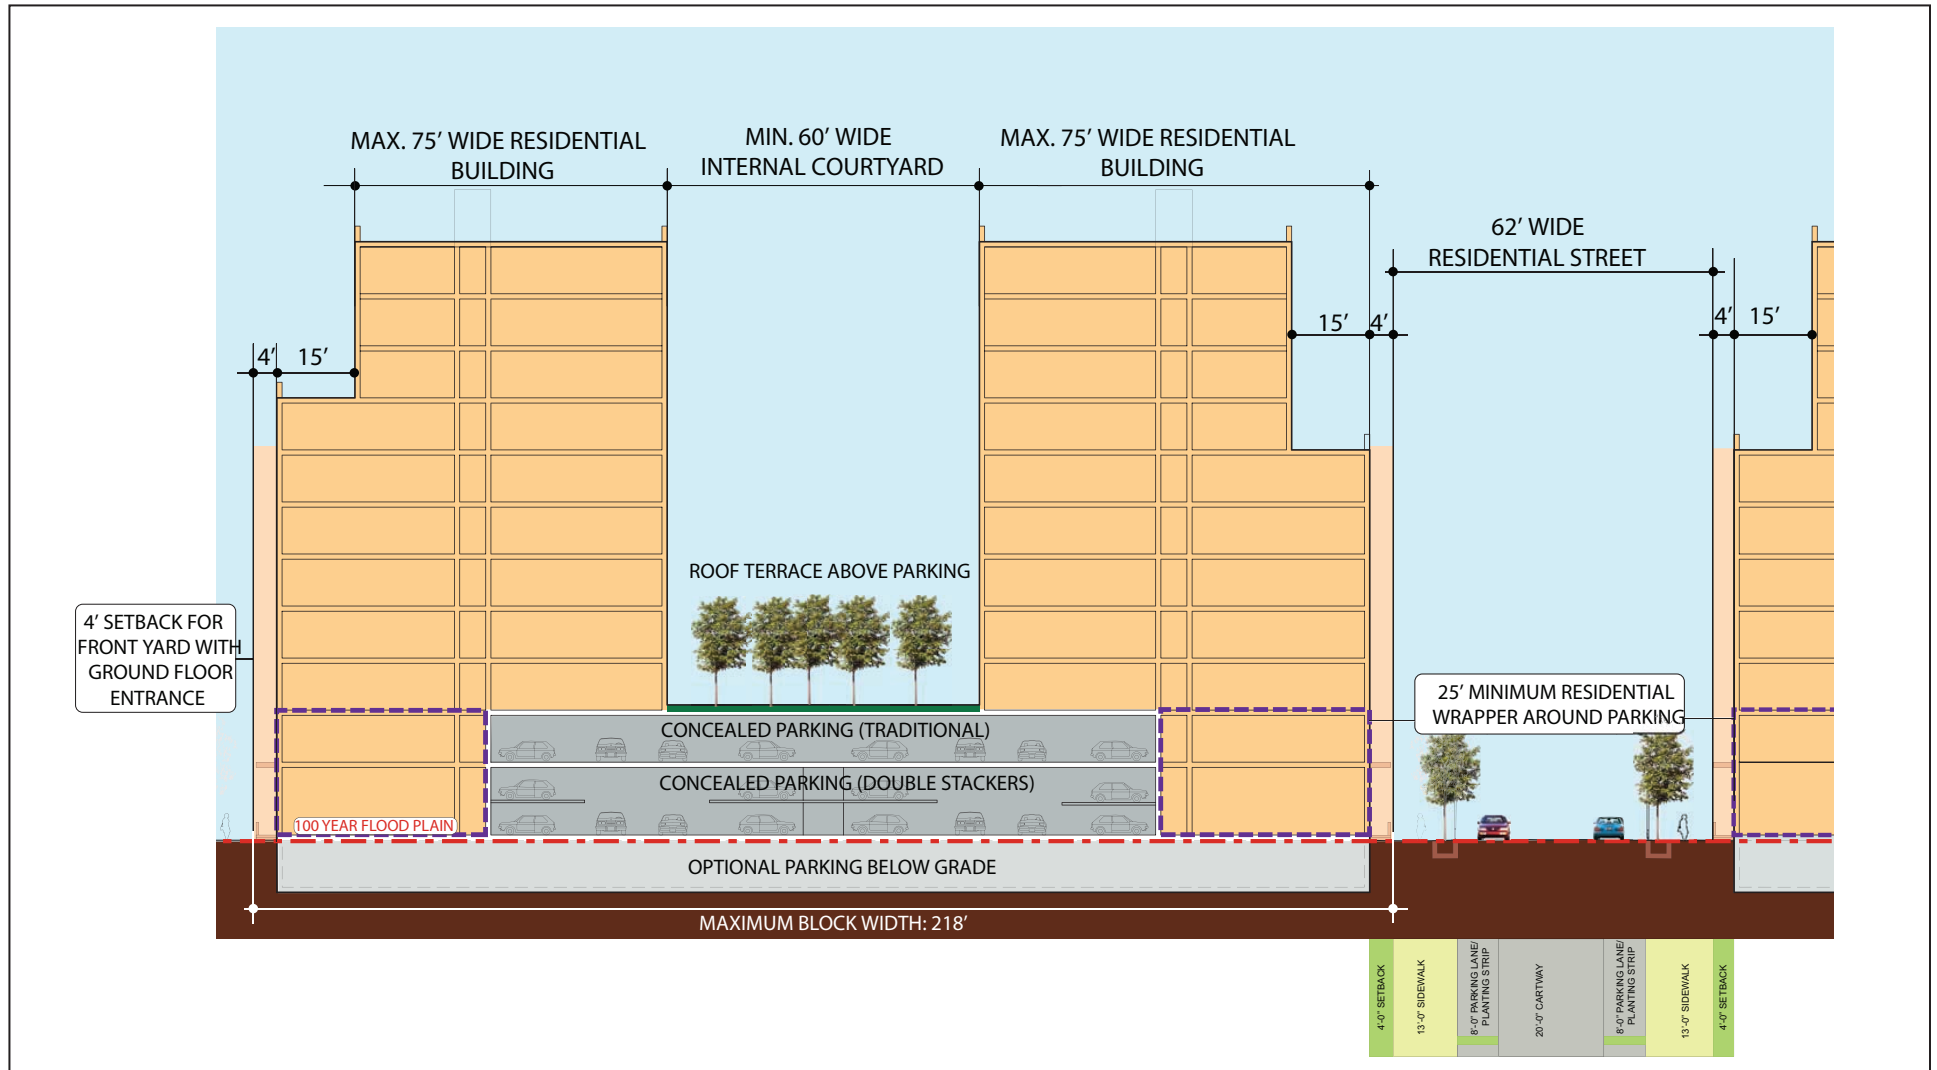 MAX. 75’ WIDE RESIDENTIAL
BUILDING
MIN. 60’ WIDE
INTERNAL COURTYARD
MAX. 75’ WIDE RESIDENTIAL
BUILDING
62’ WIDE
RESIDENTIAL STREET
15’
4’
4’
15’
4’
15’
ROOF TERRACE ABOVE PARKING
4’ SETBACK FOR
FRONT YARD WITH
GROUND FLOOR
ENTRANCE
25’ MINIMUM RESIDENTIAL
WRAPPER AROUND PARKING
CONCEALED PARKING (TRADITIONAL)
CONCEALED PARKING (DOUBLE STACKERS)
100 YEAR FLOOD PLAIN
OPTIONAL PARKING BELOW GRADE
MAXIMUM BLOCK WIDTH: 218’
4'-0" SETBACK
13'-0" SIDEWALK
8'-0" PARKING LANE/
PLANTING STRIP
20'-0" CARTWAY
8'-0" PARKING LANE/
PLANTING STRIP
13'-0" SIDEWALK
4'-0" SETBACK